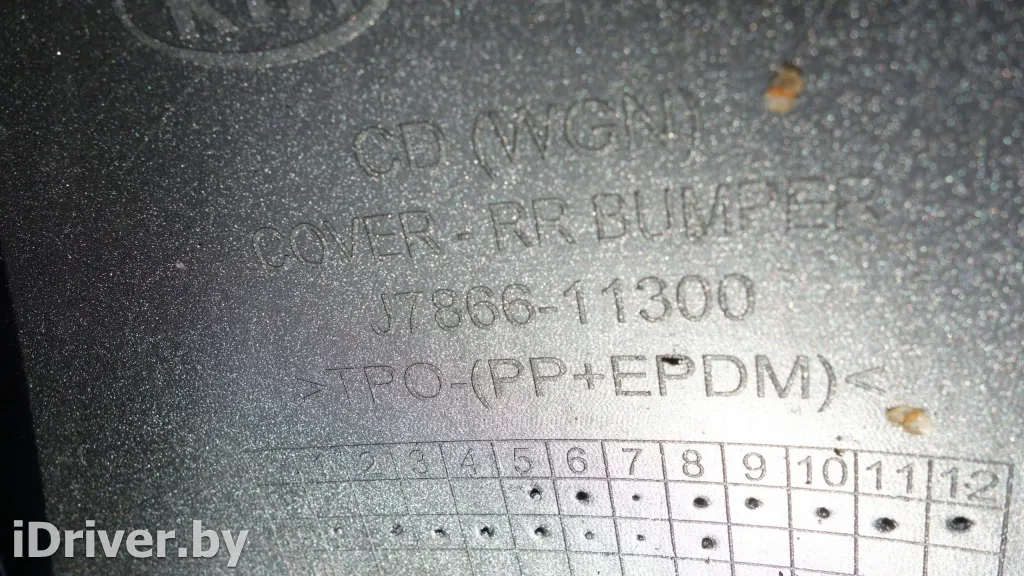 CD (WGN)
COVER - RR BUMPER
J7866-11300
>TPO-(PP+EPDM)<
1 2 3 4 5 6 7 8 9 10 11 12
iDriver.by